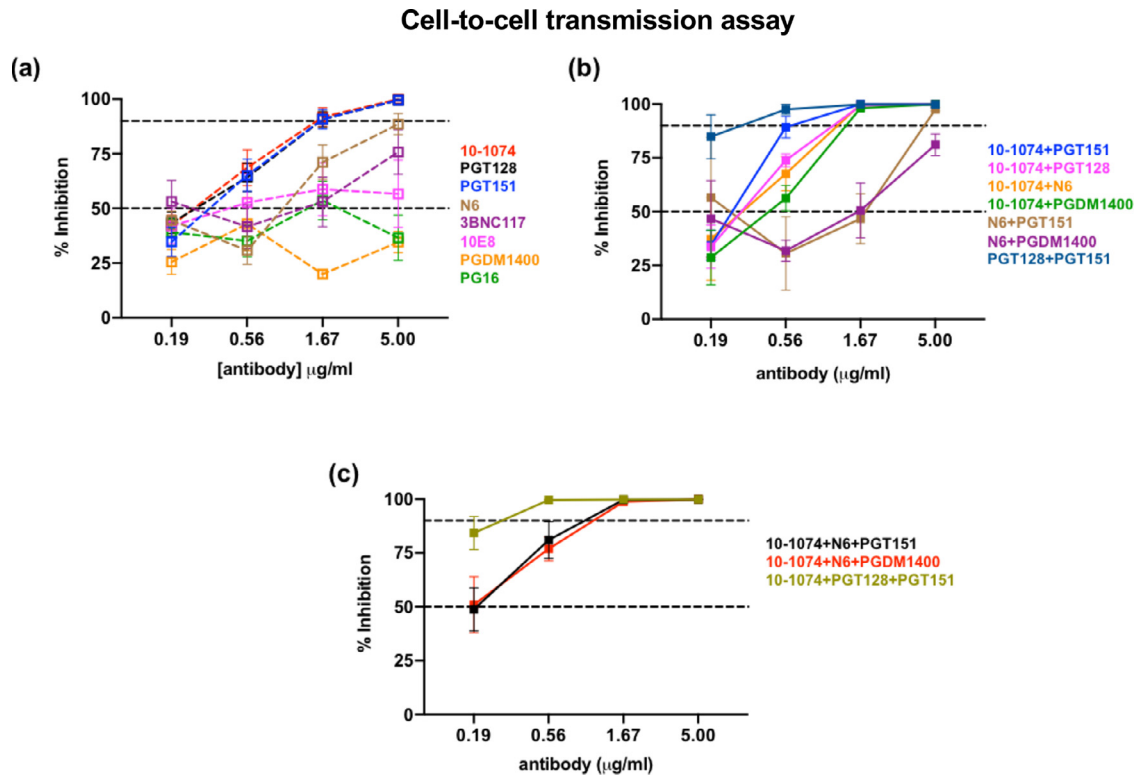 Cell-to-cell transmission assay
(a)
% Inhibition
100
75
50
25
0
0.19 0.56 1.67 5.00
[antibody] μg/ml
10-1074
PGT128
PGT151
N6
3BNC117
10E8
PGDM1400
PG16
(b)
% Inhibition
100
75
50
25
0
0.19 0.56 1.67 5.00
antibody (μg/ml)
10-1074+PGT151
10-1074+PGT128
10-1074+N6
10-1074+PGDM1400
N6+PGT151
N6+PGDM1400
PGT128+PGT151
(c)
% Inhibition
100
75
50
25
0
0.19 0.56 1.67 5.00
antibody (μg/ml)
10-1074+N6+PGT151
10-1074+N6+PGDM1400
10-1074+PGT128+PGT151